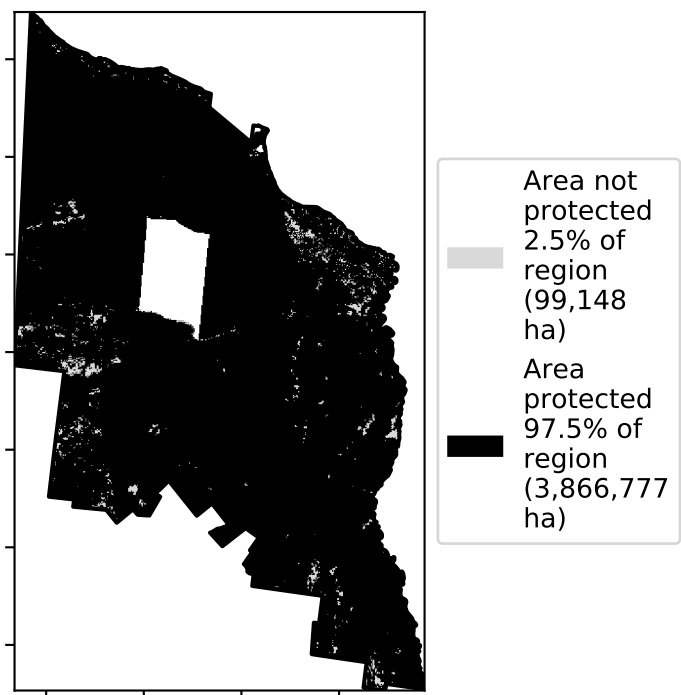 Area not
protected
2.5% of
region
(99,148
ha)
Area
protected
97.5% of
region
(3,866,777
ha)